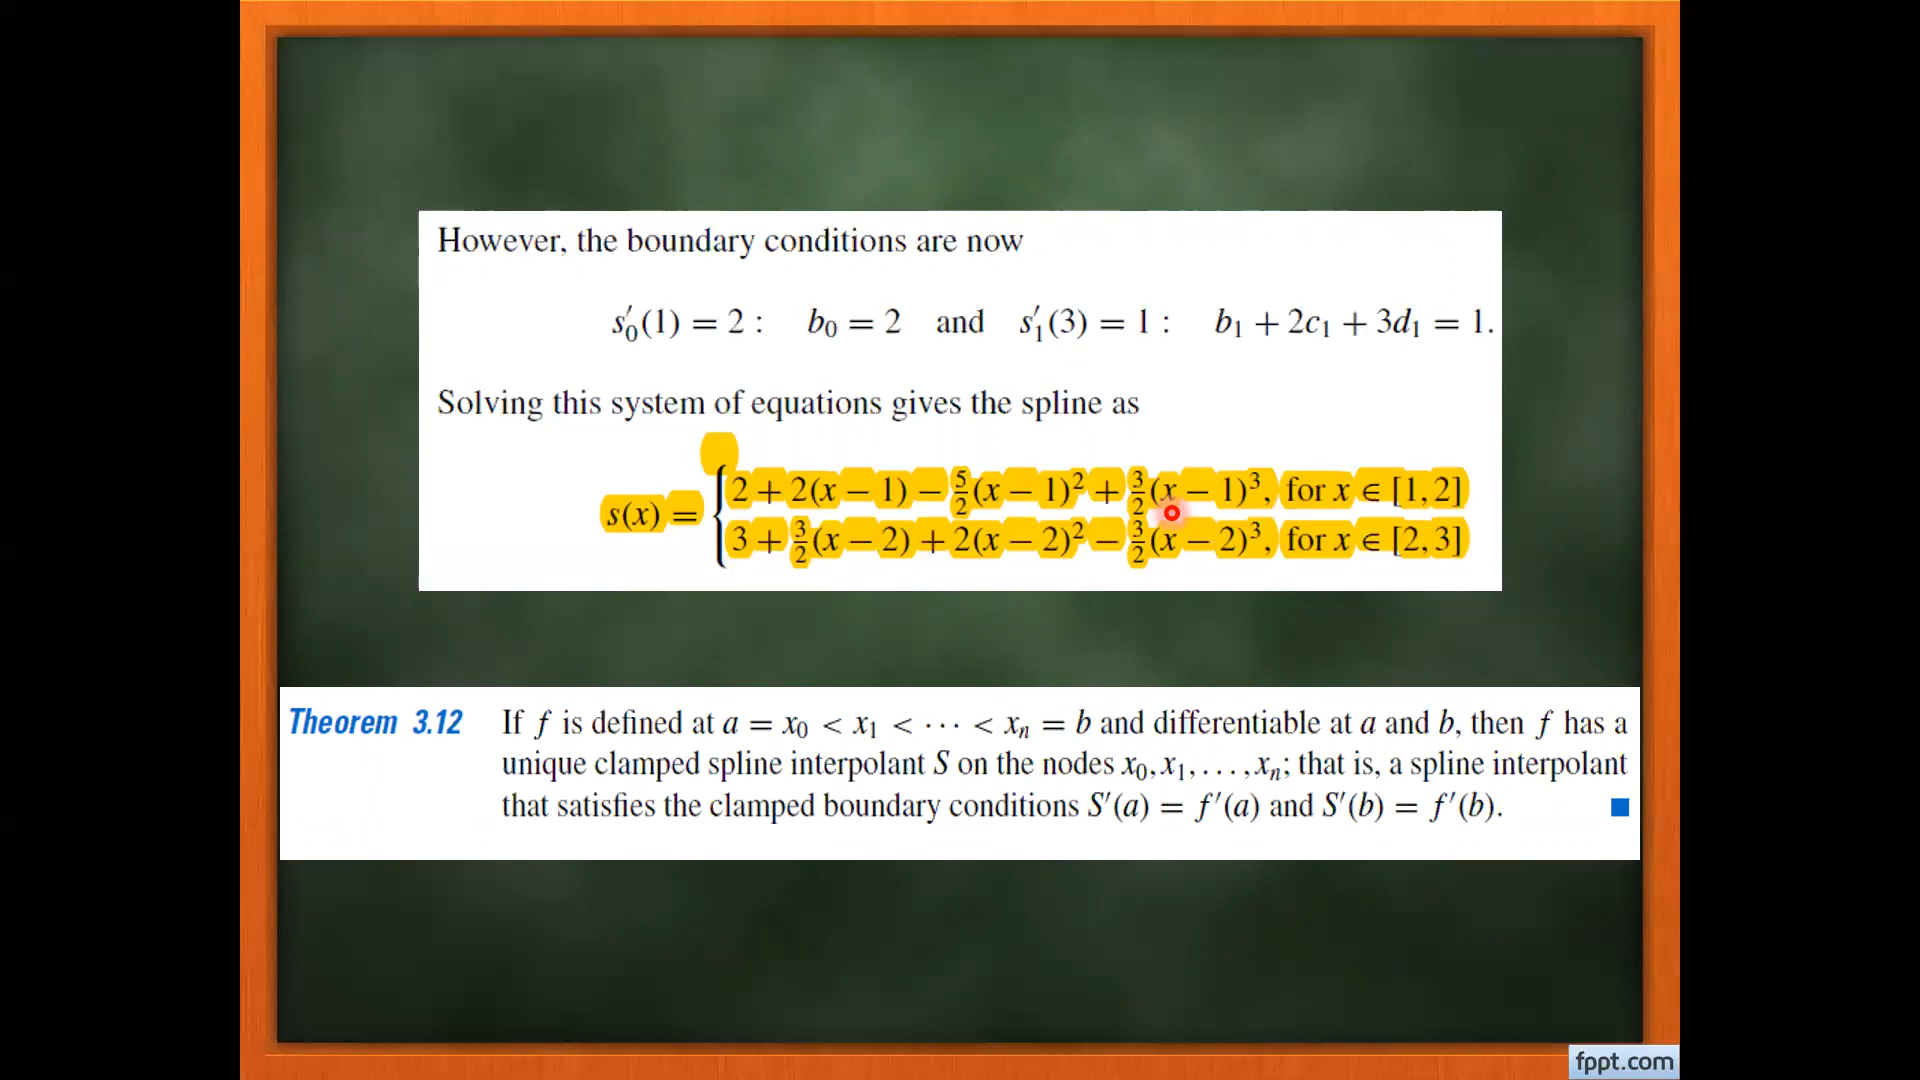 However, the boundary conditions are now
s₀′(1) = 2 : b₀ = 2 and s₁′(3) = 1 : b₁ + 2c₁ + 3d₁ = 1.
Solving this system of equations gives the spline as
s(x) = { 2 + 2(x − 1) − 5/2(x − 1)² + 3/2(x − 1)³, for x ∈ [1, 2]
3 + 3/2(x − 2) + 2(x − 2)² − 3/2(x − 2)³, for x ∈ [2, 3]
Theorem 3.12 If f is defined at a = x₀ < x₁ < ⋯ < xₙ = b and differentiable at a and b, then f has a
unique clamped spline interpolant S on the nodes x₀, x₁, . . . , xₙ; that is, a spline interpolant
that satisfies the clamped boundary conditions S′(a) = f′(a) and S′(b) = f′(b).
fppt.com